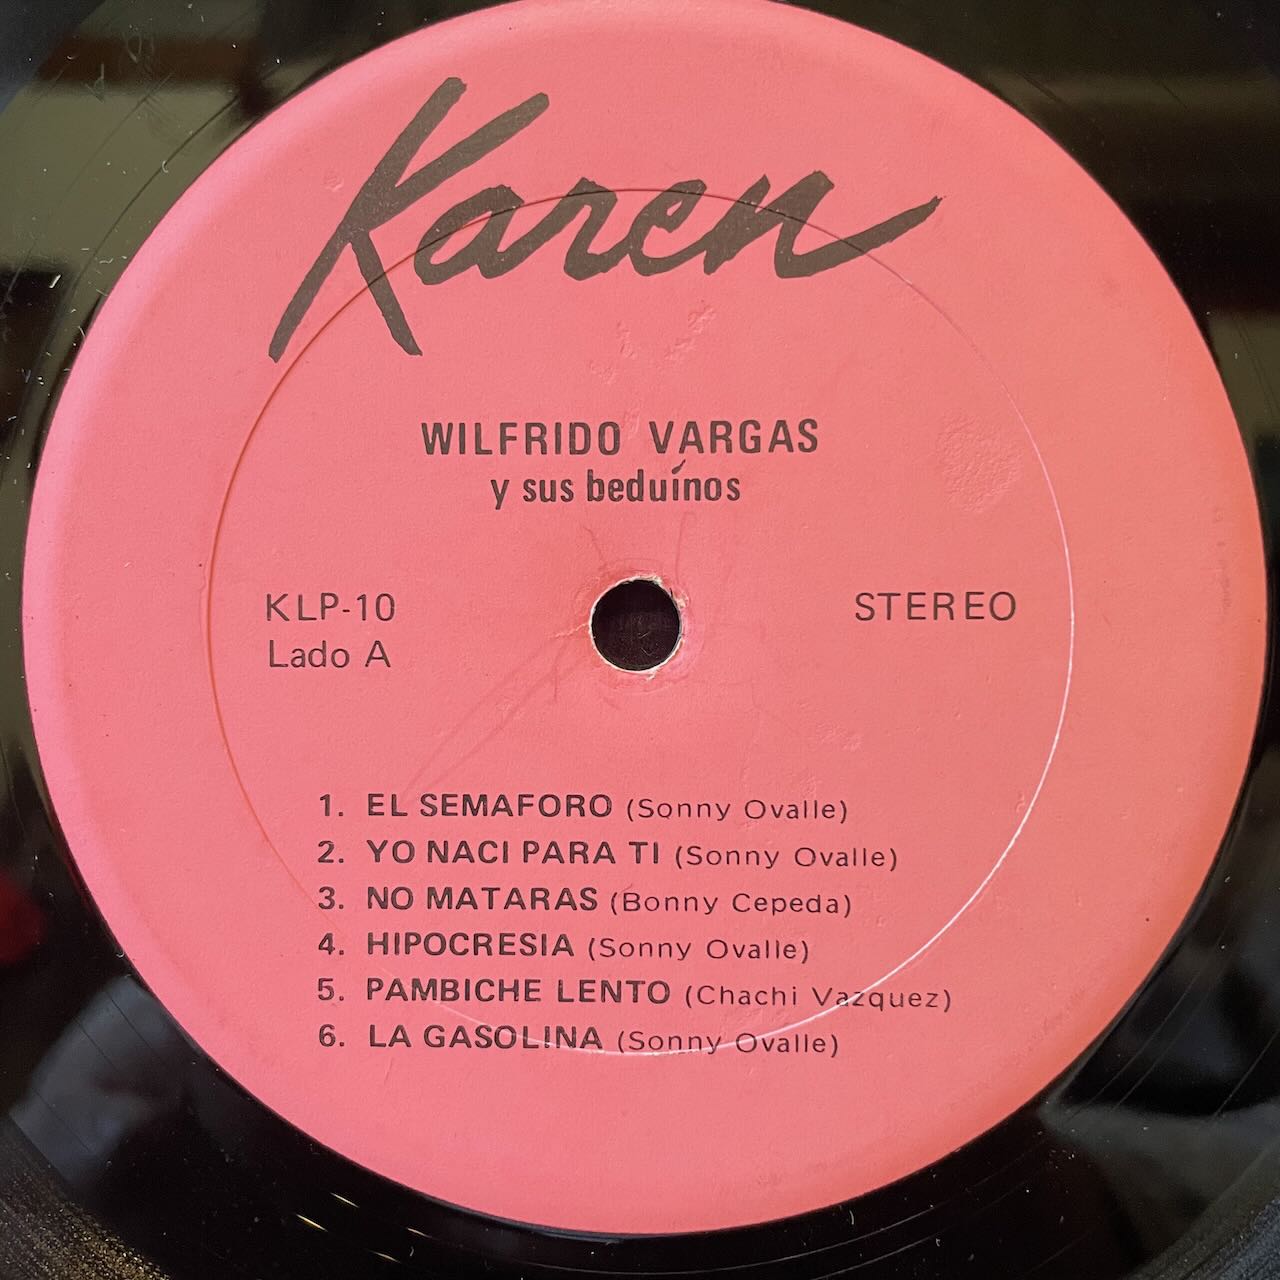 Karen
WILFRIDO VARGAS
y sus beduínos
KLP-10
STEREO
Lado A
1. EL SEMAFORO (Sonny Ovalle)
2. YO NACI PARA TI (Sonny Ovalle)
3. NO MATARAS (Bonny Cepeda)
4. HIPOCRESIA (Sonny Ovalle)
5. PAMBICHE LENTO (Chachi Vazquez)
6. LA GASOLINA (Sonny Ovalle)